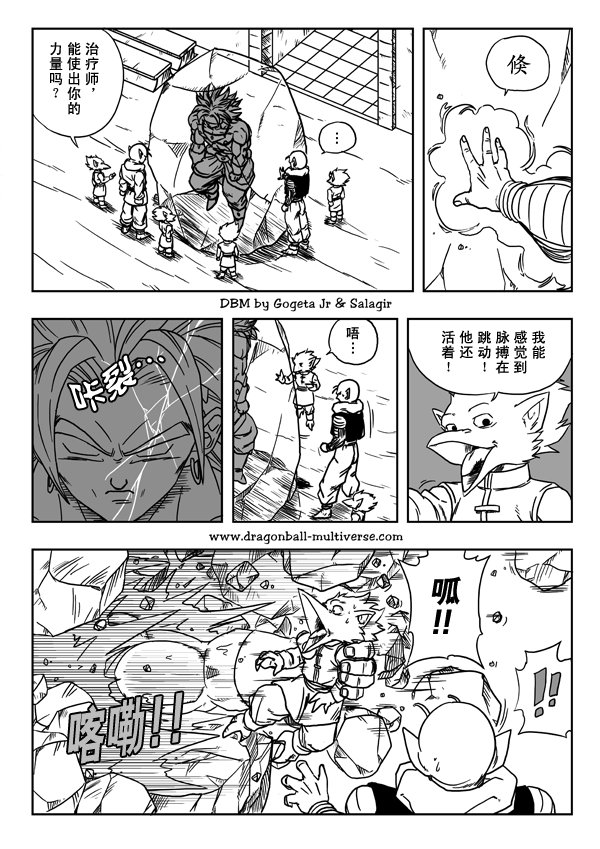 治疗师，
能使出你的
力量吗？
…
倏
DBM by Gogeta Jr & Salagir
咔裂…
唔…
我能
感觉到
脉搏在
跳动！
他还
活着！
www.dragonball-multiverse.com
呱!!
!!
喀嘞!!